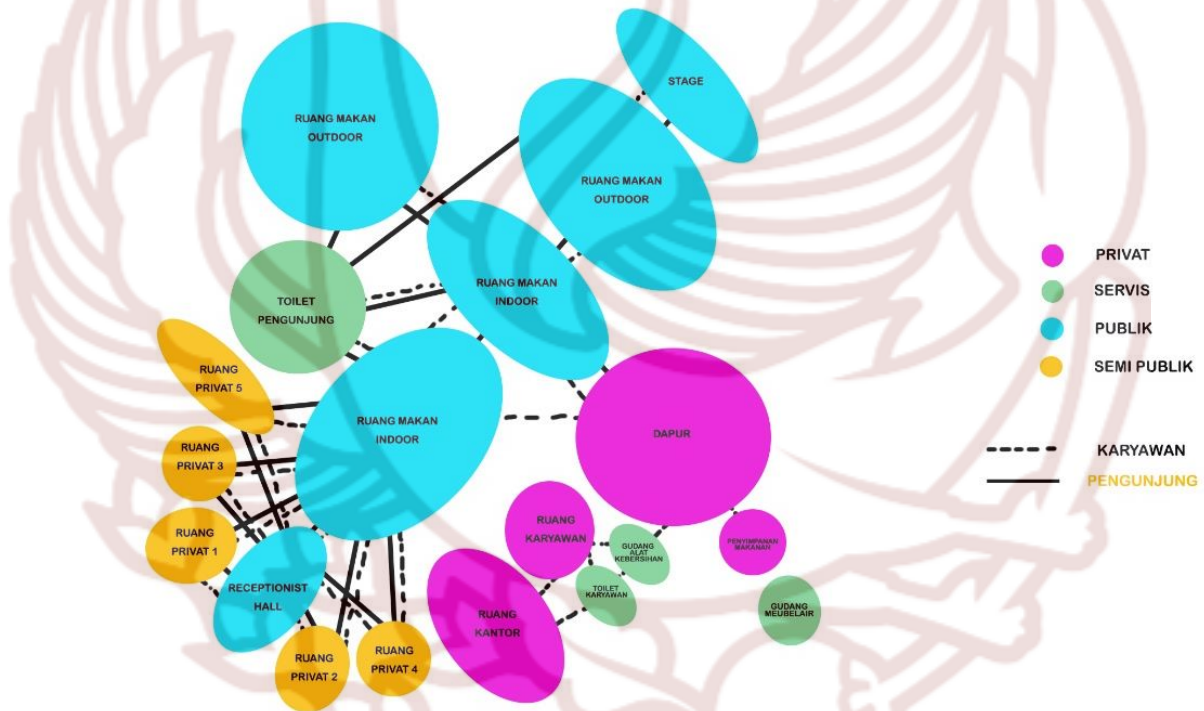 STAGE
RUANG MAKAN
OUTDOOR
RUANG MAKAN
OUTDOOR
RUANG MAKAN
INDOOR
TOILET
PENGUNJUNG
RUANG
PRIVAT 5
RUANG MAKAN
INDOOR
DAPUR
RUANG
PRIVAT 3
RUANG
PRIVAT 1
RECEPTIONIST
HALL
RUANG
PRIVAT 2
RUANG
PRIVAT 4
RUANG
KARYAWAN
GUDANG
ALAT
KEBERSIHAN
TOILET
KARYAWAN
RUANG
KANTOR
PENYIMPANAN
MAKANAN
GUDANG
MEUBELAIR
PRIVAT
SERVIS
PUBLIK
SEMI PUBLIK
KARYAWAN
PENGUNJUNG